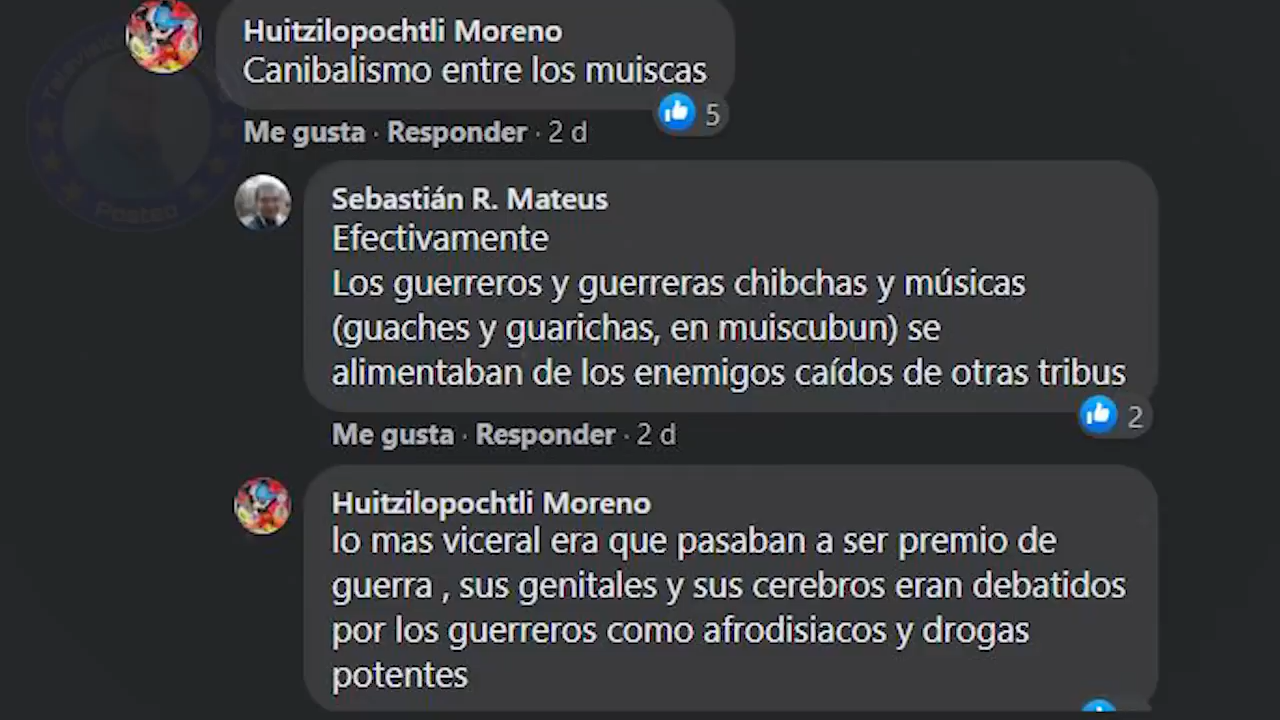 Huitzilopochtli Moreno
Canibalismo entre los muiscas
5
Me gusta · Responder · 2 d
Sebastián R. Mateus
Efectivamente
Los guerreros y guerreras chibchas y músicas
(guaches y guarichas, en muiscubun) se
alimentaban de los enemigos caídos de otras tribus
2
Me gusta · Responder · 2 d
Huitzilopochtli Moreno
lo mas viceral era que pasaban a ser premio de
guerra , sus genitales y sus cerebros eran debatidos
por los guerreros como afrodisiacos y drogas
potentes